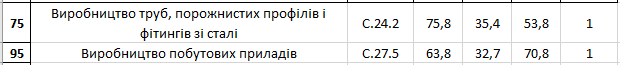 75 Виробництво труб, порожнистих профілів і фітингів зі сталі С.24.2 75,8 35,4 53,8 1
95 Виробництво побутових приладів С.27.5 63,8 32,7 70,8 1